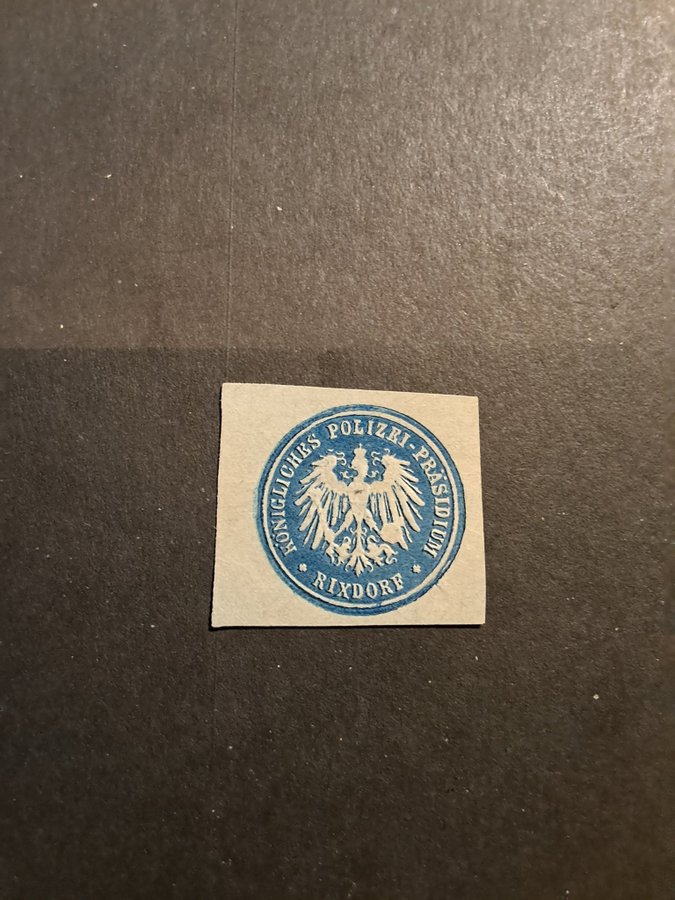 KÖNIGLICHES POLIZEI-PRÄSIDIUM
* RIXDORF *